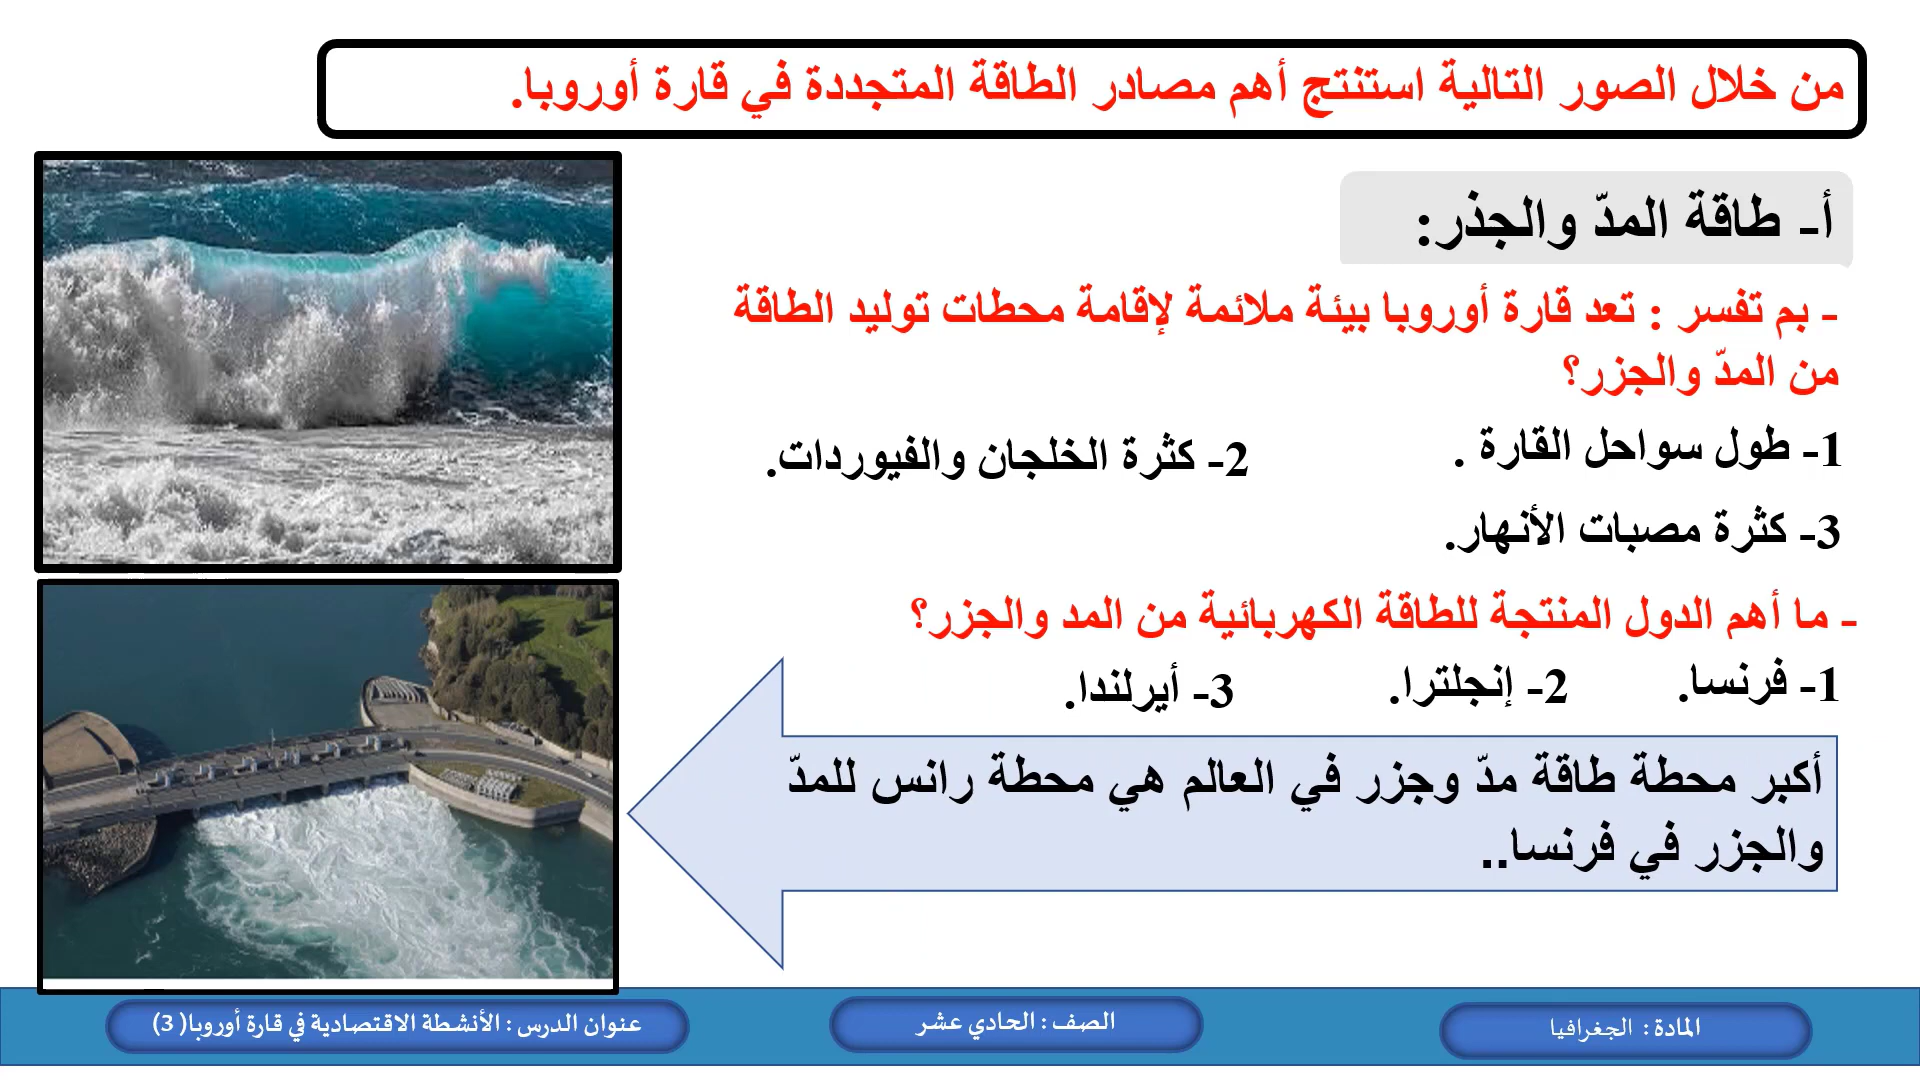 من خلال الصور التالية استنتج أهم مصادر الطاقة المتجددة في قارة أوروبا.
أ- طاقة المدّ والجذر:
- بم تفسر : تعد قارة أوروبا بيئة ملائمة لإقامة محطات توليد الطاقة
من المدّ والجزر؟
1- طول سواحل القارة .
2- كثرة الخلجان والفيوردات.
3- كثرة مصبات الأنهار.
- ما أهم الدول المنتجة للطاقة الكهربائية من المد والجزر؟
1- فرنسا.
2- إنجلترا.
3- أيرلندا.
أكبر محطة طاقة مدّ وجزر في العالم هي محطة رانس للمدّ
والجزر في فرنسا..
المادة : الجغرافيا
الصف : الحادي عشر
عنوان الدرس : الأنشطة الاقتصادية في قارة أوروبا( 3)